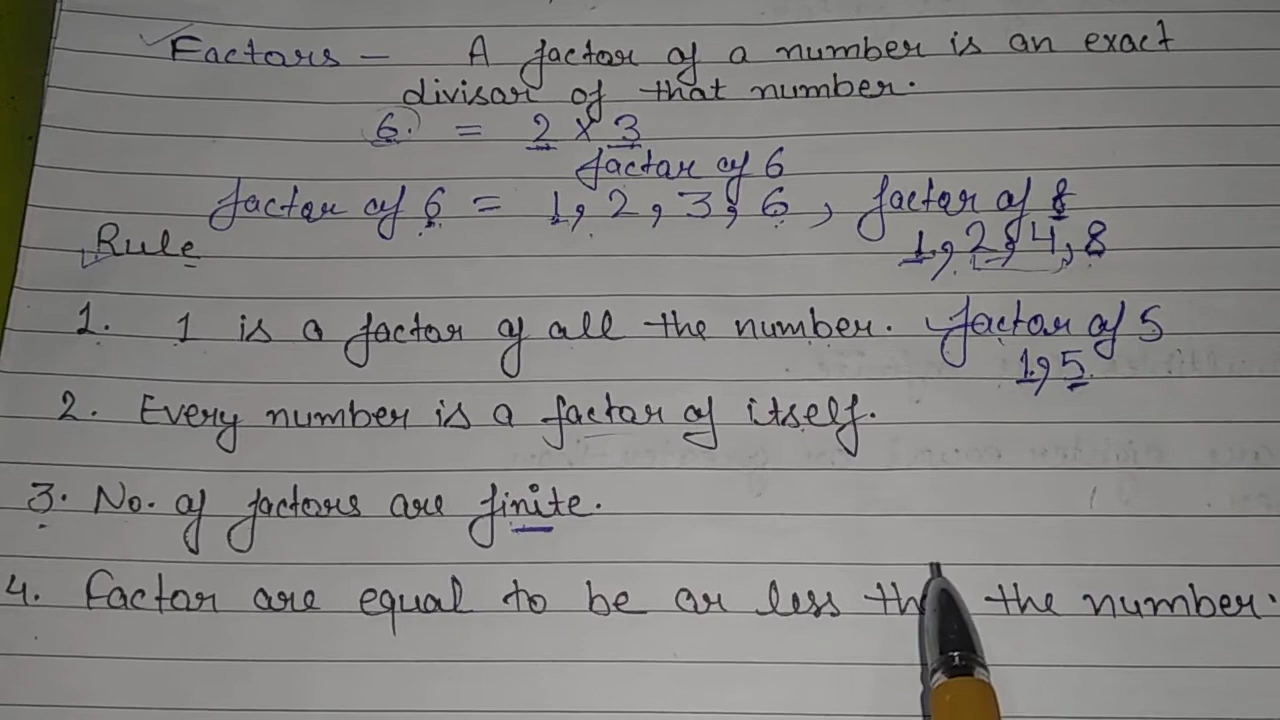 Factors – A factor of a number is an exact
divisor of that number.
6. = 2 × 3
factor of 6
factor of 6 = 1, 2, 3, 6, factor of 8
1, 2, 4, 8
Rule
1. 1 is a factor of all the number. factor of 5
1, 5
2. Every number is a factor of itself.
3. No. of factors are finite.
4. Factor are equal to be or less the number.